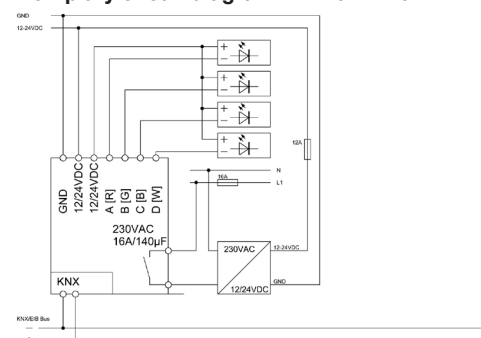 GND
12-24VDC
+
−
+
−
+
−
+
−
12A
N
16A
L1
GND
12/24VDC
12/24VDC
A [R]
B [G]
C [B]
D [W]
230VAC
16A/140µF
KNX
230VAC
12/24VDC
12-24VDC
GND
KNX/EIB Bus